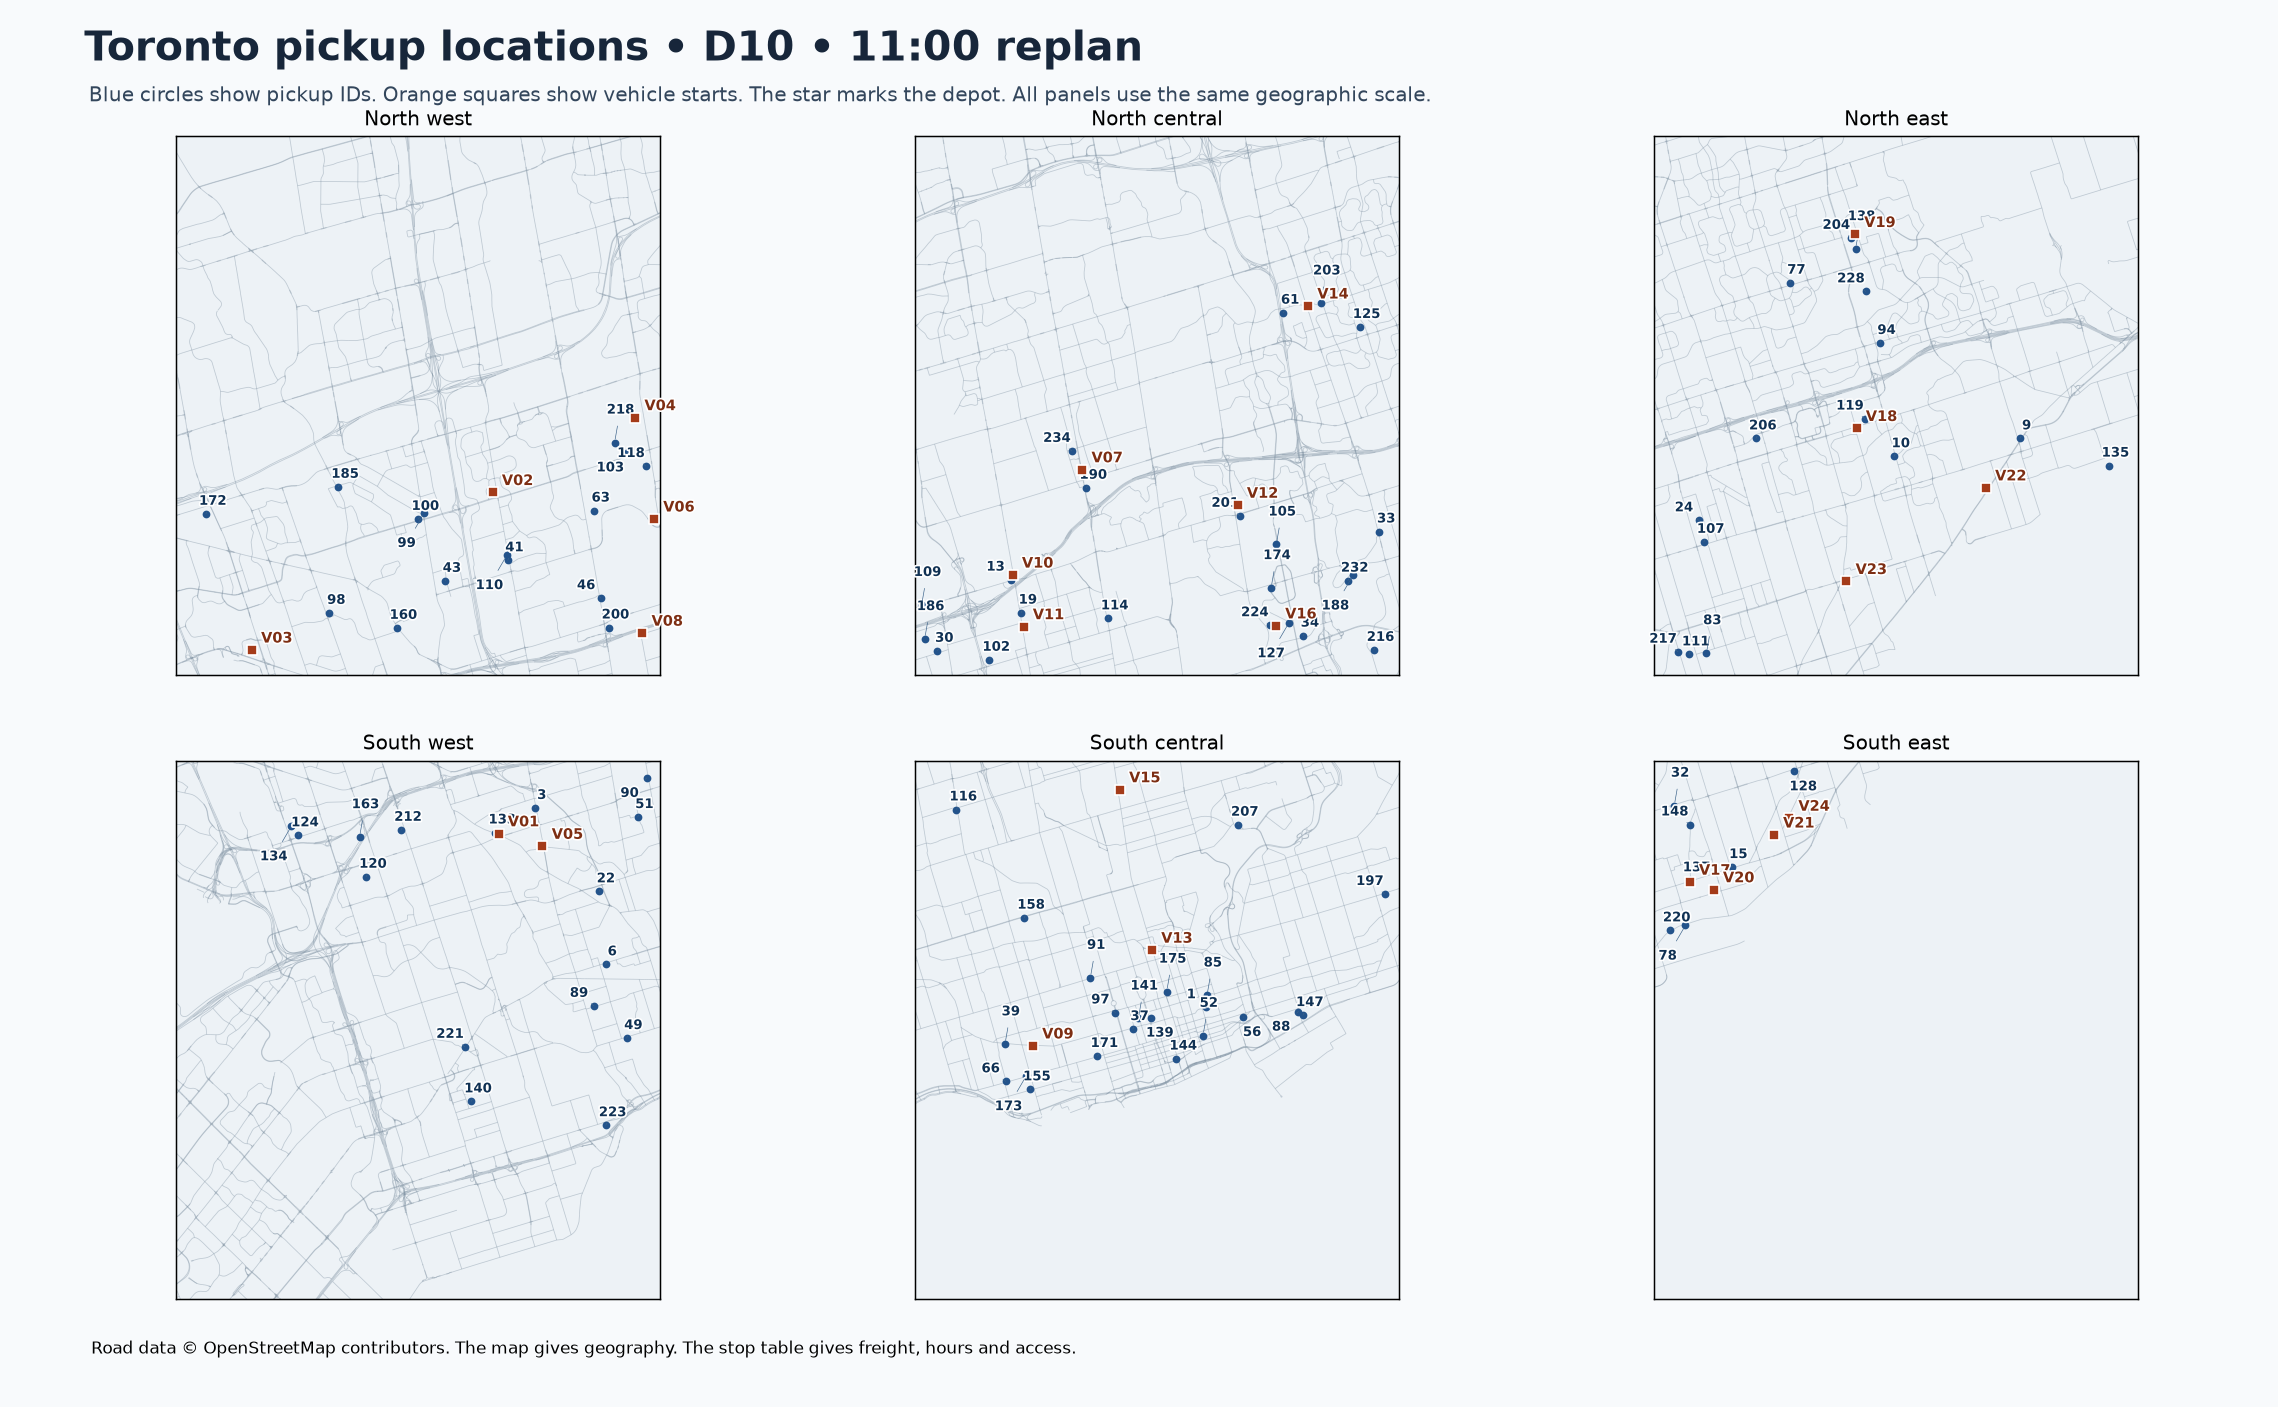 Toronto pickup locations • D10 • 11:00 replan
Blue circles show pickup IDs. Orange squares show vehicle starts. The star marks the depot. All panels use the same geographic scale.
North west
218
V04
118
103
185
V02
172
100
63
V06
99
41
43
110
46
98
160
200
V08
V03
North central
203
61
V14
125
234
V07
190
V12
105
33
174
13
V10
109
232
19
186
V11
114
224
V16
188
34
30
102
127
216
North east
138
204
V19
77
228
94
119
V18
206
9
10
135
V22
24
107
V23
83
217
111
South west
3
90
163
51
124
212
V01
V05
134
120
22
6
89
49
221
140
223
South central
V15
116
207
197
158
V13
91
175
85
141
1
97
52
147
39
37
88
V09
139
56
171
144
66
155
173
South east
32
128
V24
148
V21
15
V17
V20
220
78
Road data © OpenStreetMap contributors. The map gives geography. The stop table gives freight, hours and access.